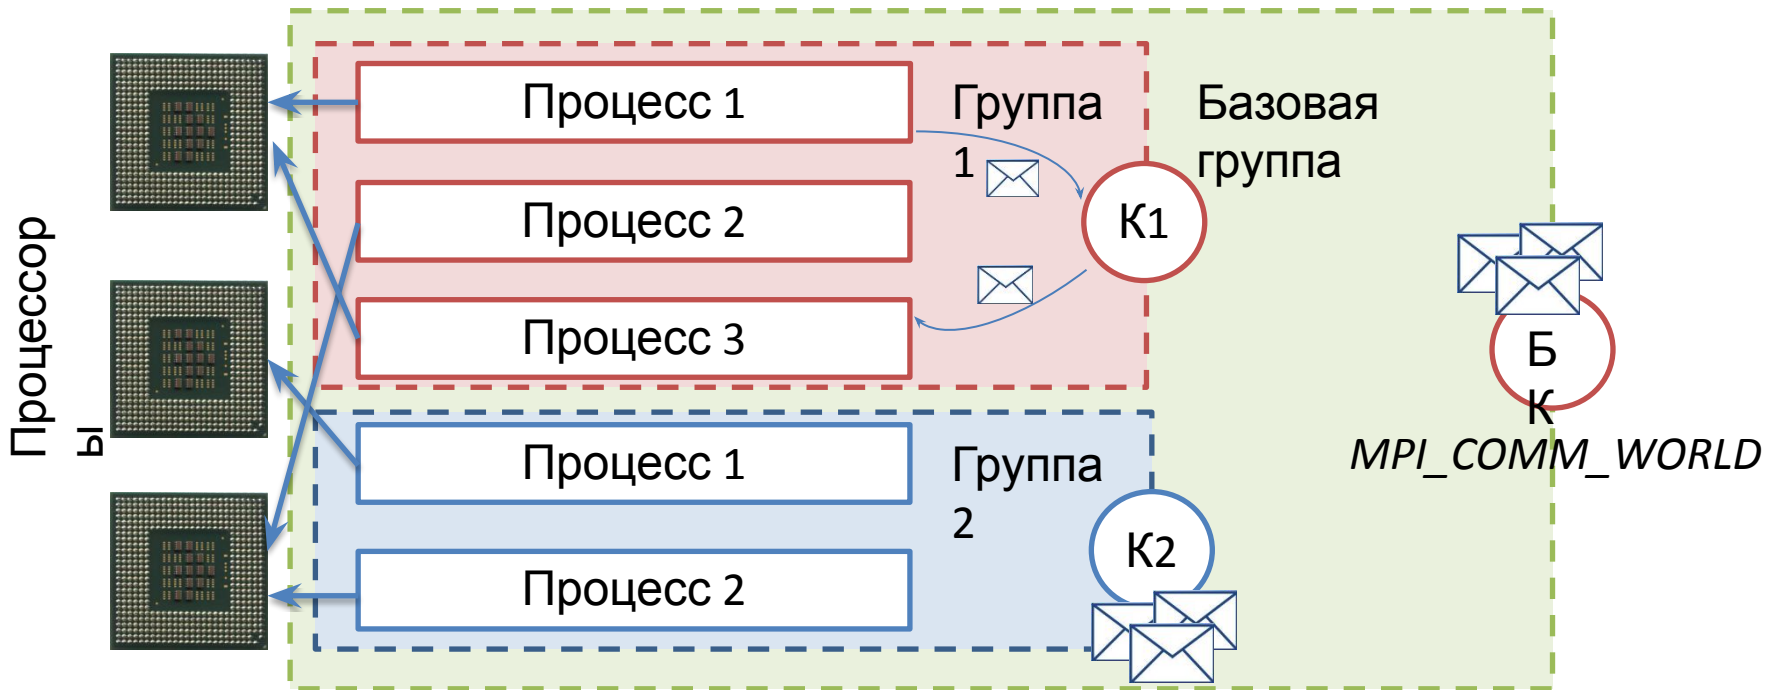 Процессор
ы
Процесс 1
Процесс 2
Процесс 3
Группа
1
К1
Базовая
группа
Процесс 1
Процесс 2
Группа
2
К2
Б
К
MPI_COMM_WORLD